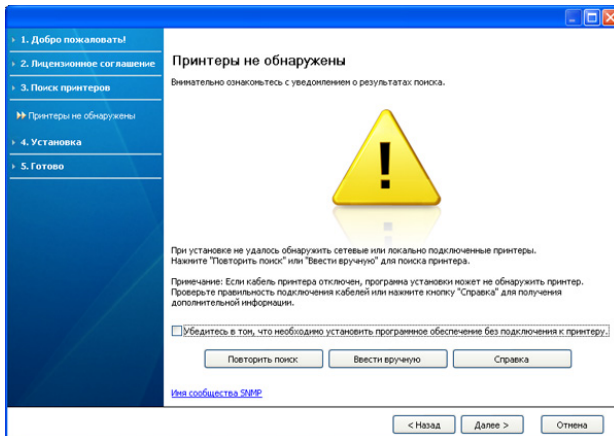 1. Добро пожаловать!
2. Лицензионное соглашение
3. Поиск принтеров
Принтеры не обнаружены
4. Установка
5. Готово
Принтеры не обнаружены
Внимательно ознакомьтесь с уведомлением о результатах поиска.
При установке не удалось обнаружить сетевые или локально подключенные принтеры.
Нажмите "Повторить поиск" или "Ввести вручную" для поиска принтера.
Примечание: Если кабель принтера отключен, программа установки может не обнаружить принтер.
Проверьте правильность подключения кабелей или нажмите кнопку "Справка" для получения
дополнительной информации.
Убедитесь в том, что необходимо установить программное обеспечение без подключения к принтеру.
Повторить поиск
Ввести вручную
Справка
Имя сообщества SNMP
< Назад
Далее >
Отмена